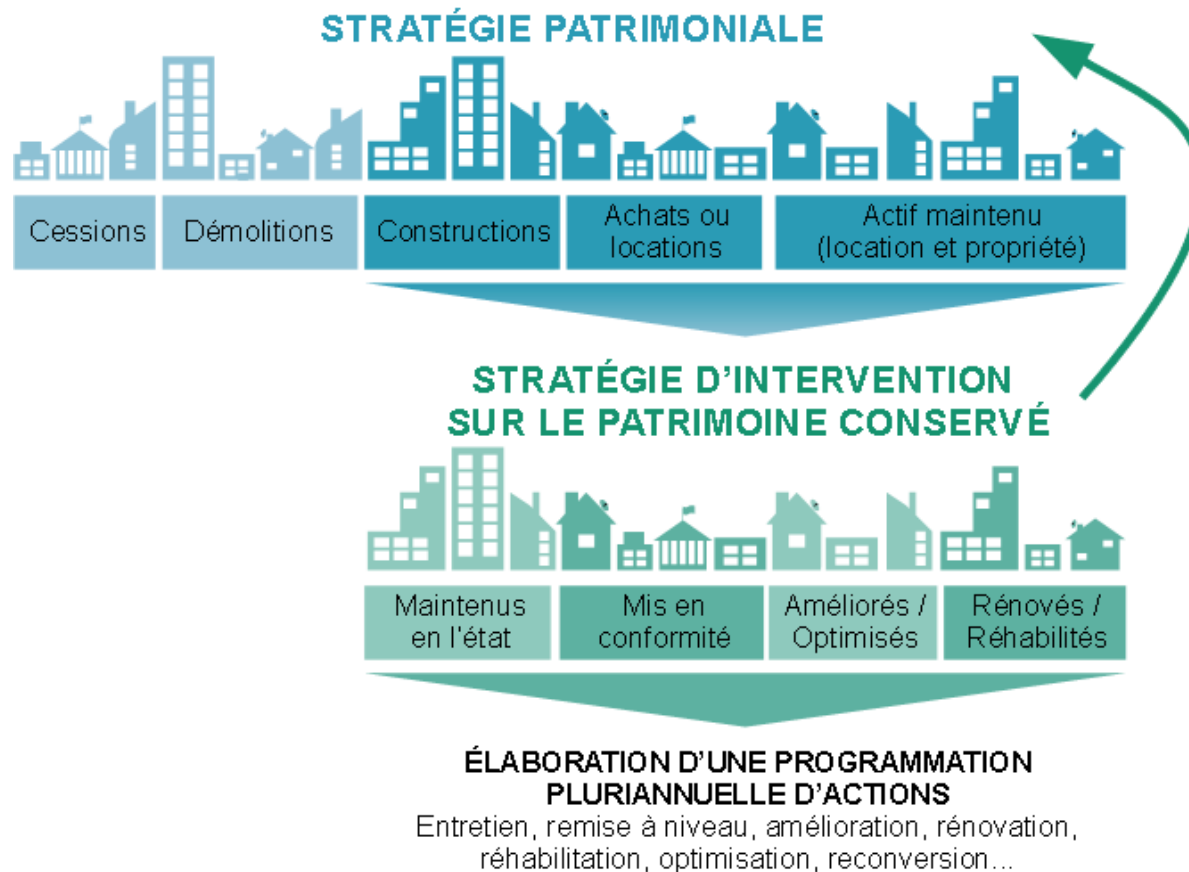 STRATÉGIE PATRIMONIALE
Cessions
Démolitions
Constructions
Achats ou
locations
Actif maintenu
(location et propriété)
STRATÉGIE D'INTERVENTION
SUR LE PATRIMOINE CONSERVÉ
Maintenus
en l'état
Mis en
conformité
Améliorés /
Optimisés
Rénovés /
Réhabilités
ÉLABORATION D'UNE PROGRAMMATION
PLURIANNUELLE D'ACTIONS
Entretien, remise à niveau, amélioration, rénovation,
réhabilitation, optimisation, reconversion...